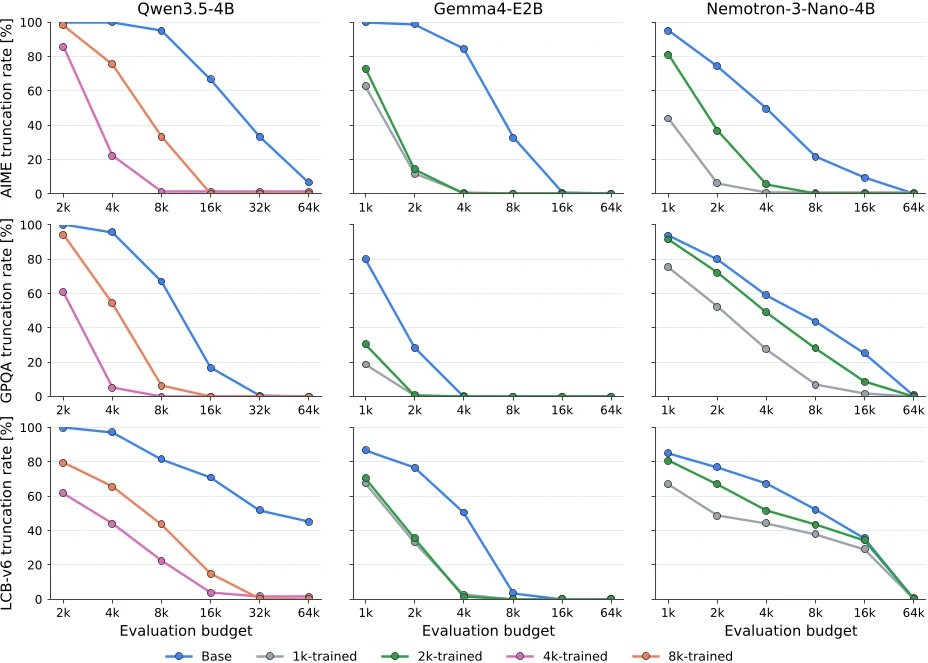 Qwen3.5-4B Gemma4-E2B Nemotron-3-Nano-4B
AIME truncation rate [%]
100
80
60
40
20
0
2k 4k 8k 16k 32k 64k
1k 2k 4k 8k 16k 64k
1k 2k 4k 8k 16k 64k
GPQA truncation rate [%]
100
80
60
40
20
0
2k 4k 8k 16k 32k 64k
1k 2k 4k 8k 16k 64k
1k 2k 4k 8k 16k 64k
LCB-v6 truncation rate [%]
100
80
60
40
20
0
2k 4k 8k 16k 32k 64k
1k 2k 4k 8k 16k 64k
1k 2k 4k 8k 16k 64k
Evaluation budget Evaluation budget Evaluation budget
Base 1k-trained 2k-trained 4k-trained 8k-trained